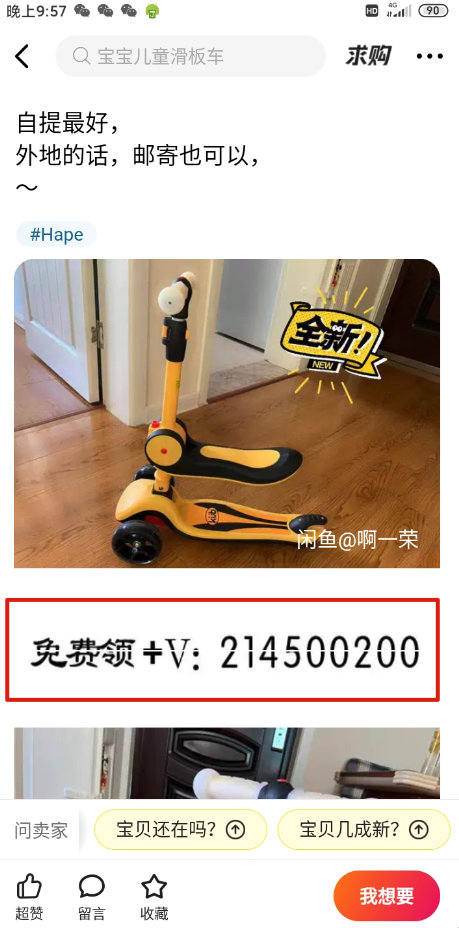 晚上9:57
HD 4G 90
宝宝儿童滑板车
求购
自提最好，
外地的话，邮寄也可以，
～
#Hape
全新！
NEW
闲鱼@啊一荣
免费领+V：214500200
问卖家
宝贝还在吗？
宝贝几成新？
超赞
留言
收藏
我想要